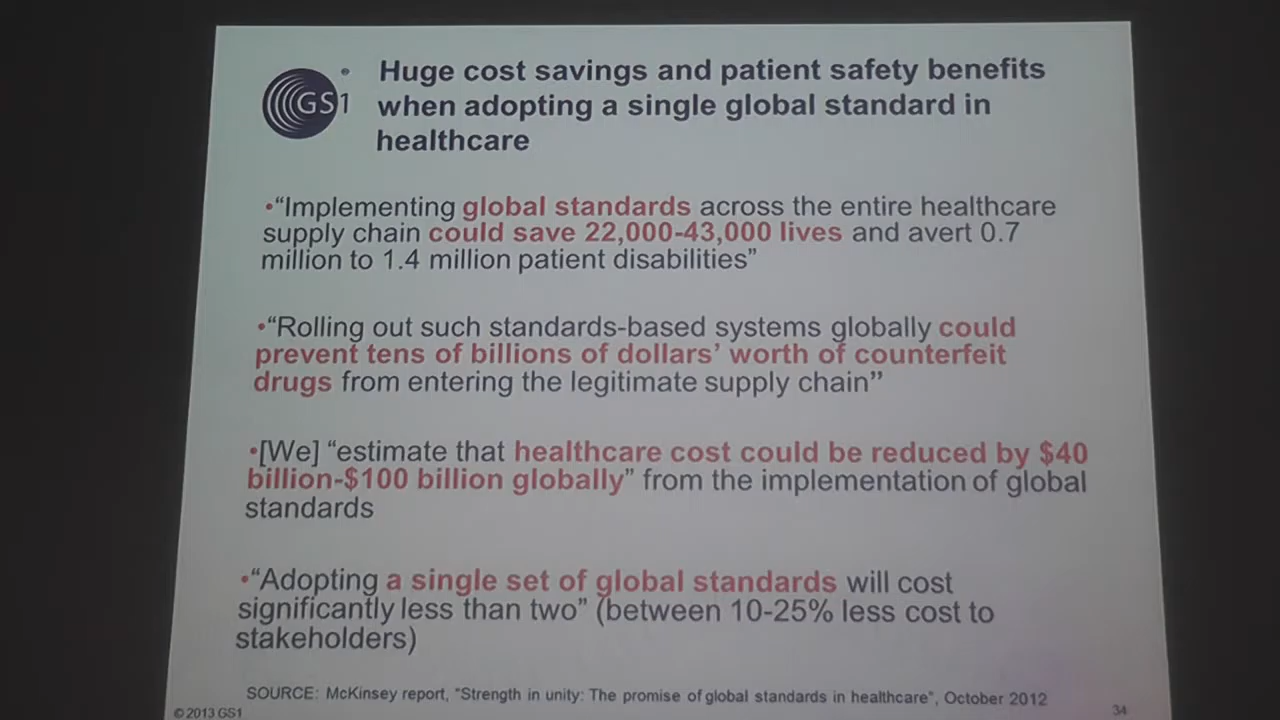 GS1 ®
Huge cost savings and patient safety benefits
when adopting a single global standard in
healthcare
•“Implementing global standards across the entire healthcare
supply chain could save 22,000-43,000 lives and avert 0.7
million to 1.4 million patient disabilities”
•“Rolling out such standards-based systems globally could
prevent tens of billions of dollars’ worth of counterfeit
drugs from entering the legitimate supply chain”
•[We] “estimate that healthcare cost could be reduced by $40
billion-$100 billion globally” from the implementation of global
standards
•“Adopting a single set of global standards will cost
significantly less than two” (between 10-25% less cost to
stakeholders)
SOURCE: McKinsey report, "Strength in unity: The promise of global standards in healthcare", October 2012
© 2013 GS1
34